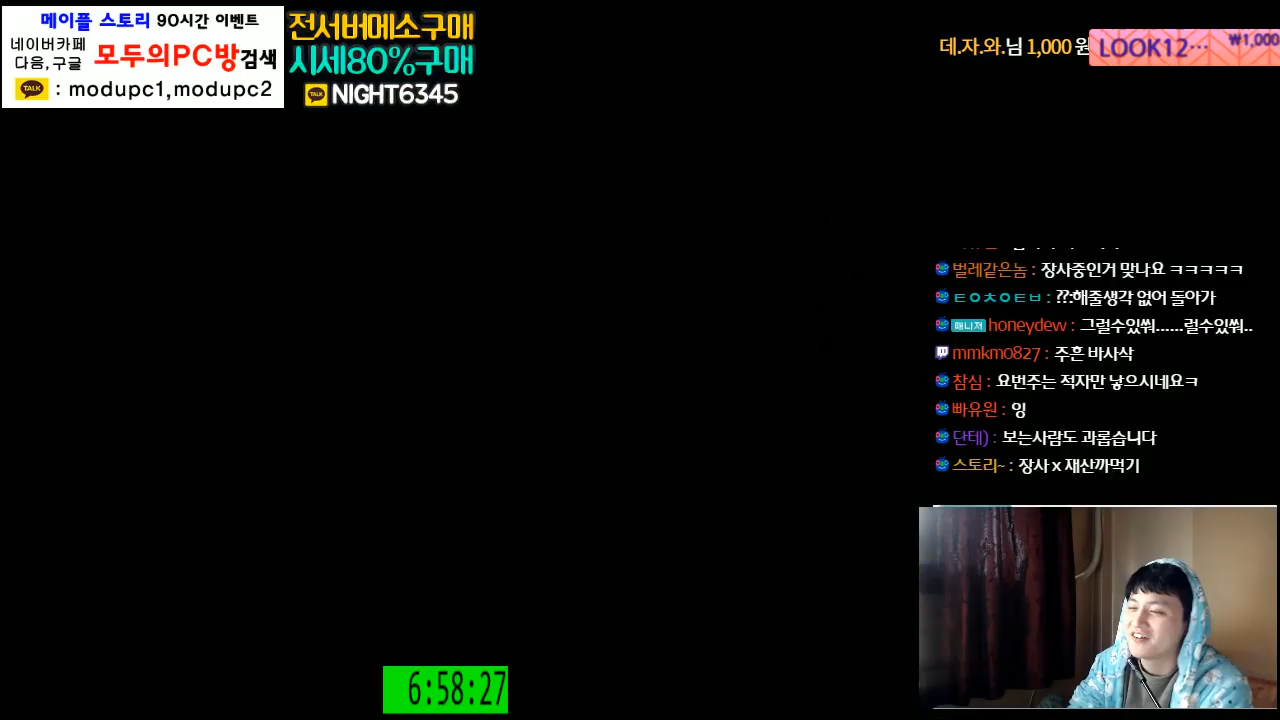 메이플 스토리 90시간 이벤트
네이버카페
다음,구글
모두의PC방검색
TALK : modupc1,modupc2
전서버메소구매
시세80%구매
TALK NIGHT6345
데.자.와.님 1,000 원
LOOK12… ₩1,000
벌레같은놈 : 장사중인거 맞나요 ㅋㅋㅋㅋㅋ
ㅌㅇㅊㅇㅌㅂ : ??:해줄생각 없어 돌아가
매니저 honeydew : 그럴수있쒀......럴수있쒀..
mmkm0827 : 주흔 바사삭
참심 : 요번주는 적자만 낳으시네요ㅋ
빠유원 : 잉
단테) : 보는사람도 과롭습니다
스토리~ : 장사 x 재산까먹기
6:58:27